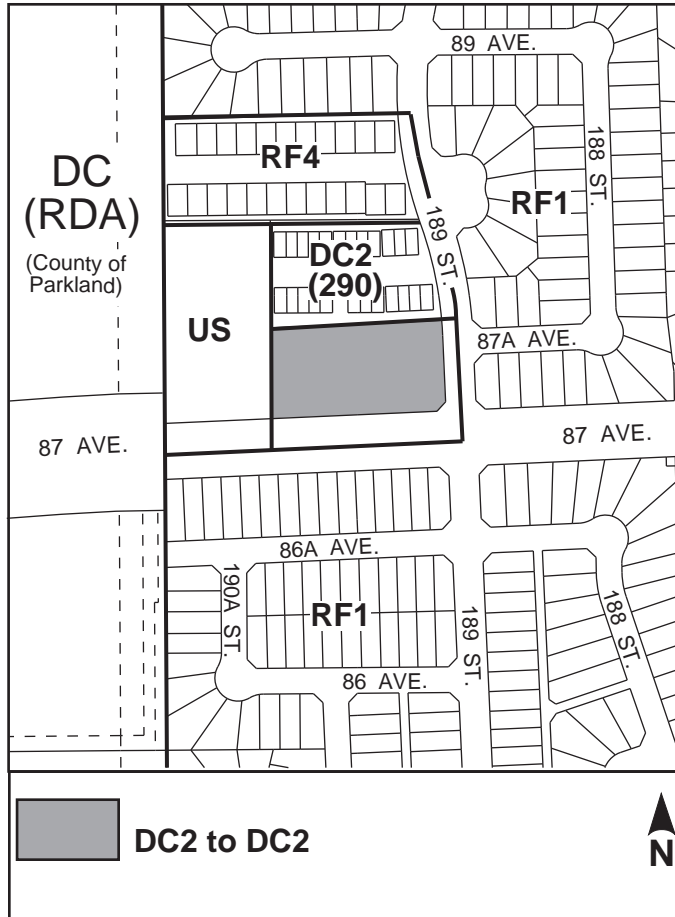 89 AVE.
188 ST.
DC
(RDA)
(County of
Parkland)
RF4
RF1
189 ST.
DC2
(290)
US
87A AVE.
87 AVE.
87 AVE.
86A AVE.
190A ST.
RF1
189 ST.
188 ST.
86 AVE.
DC2 to DC2
N